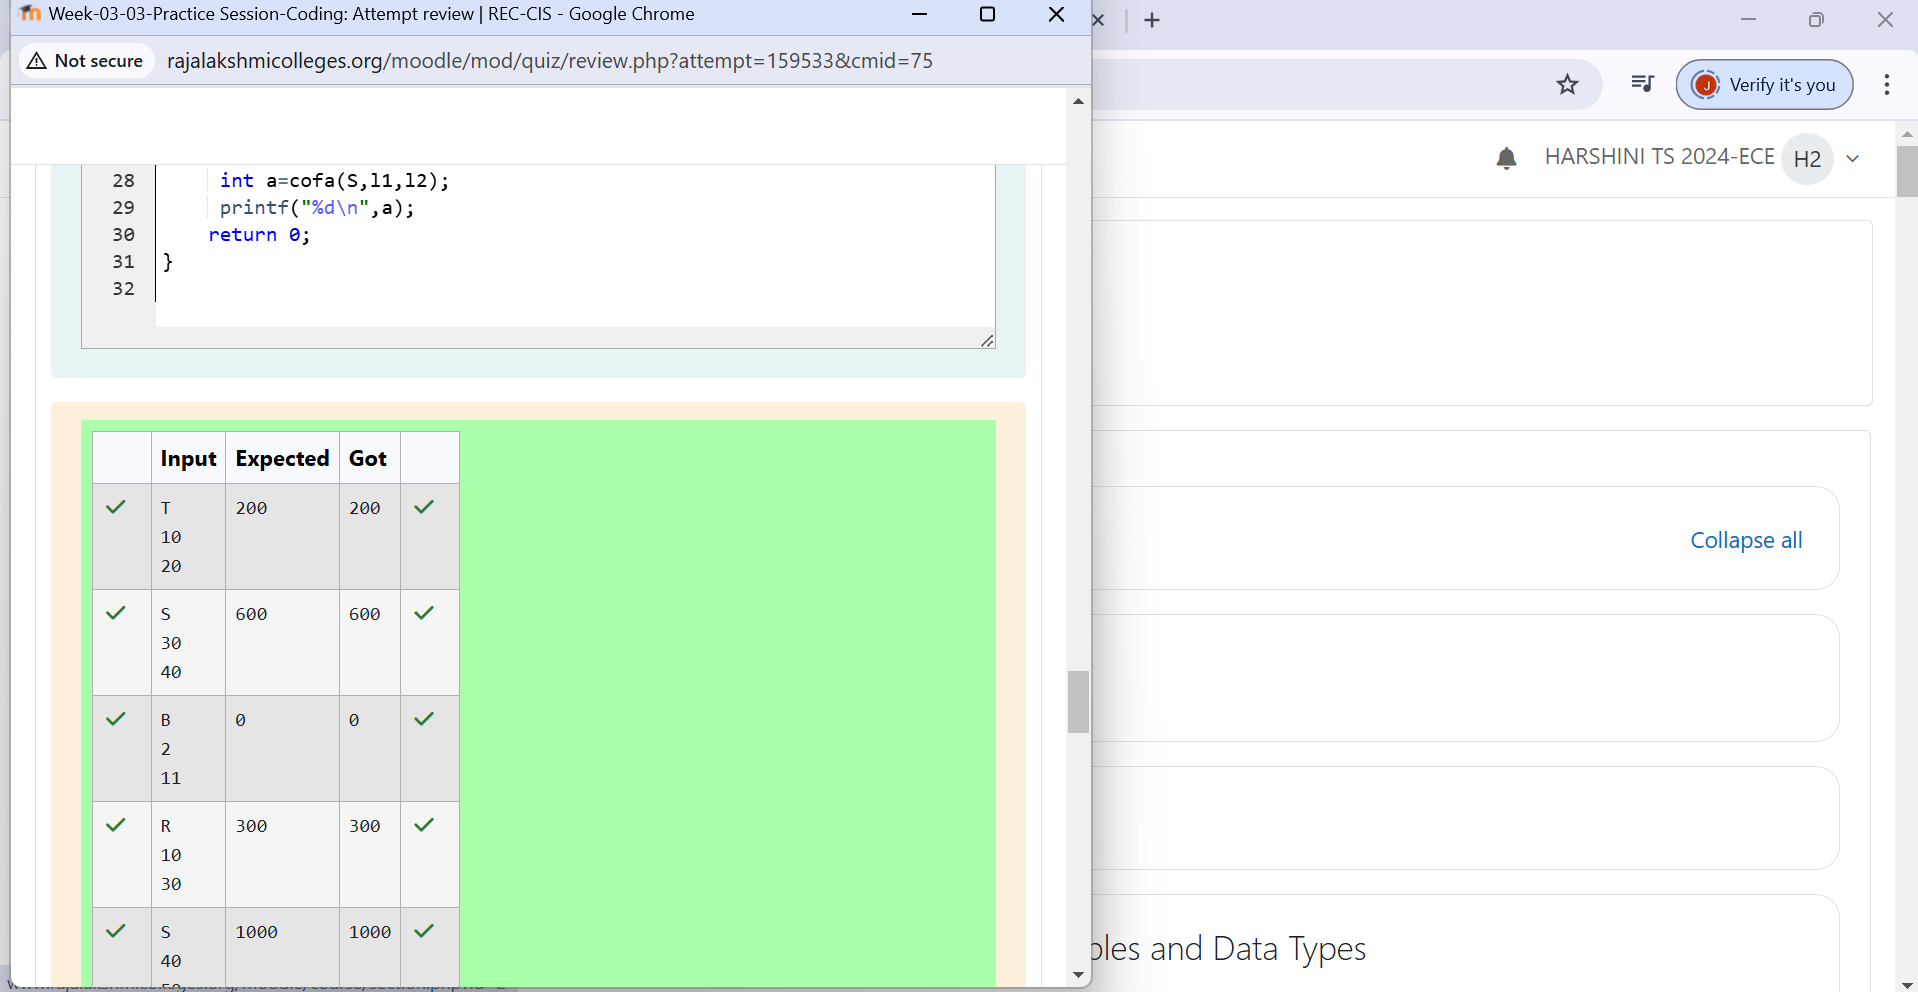 Week-03-03-Practice Session-Coding: Attempt review | REC-CIS - Google Chrome
Not secure rajalakshmicolleges.org/moodle/mod/quiz/review.php?attempt=159533&cmid=75
Verify it's you
HARSHINI TS 2024-ECE H2
28 int a=cofa(S,l1,l2);
29 printf("%d\n",a);
30 return 0;
31 }
32
Input Expected Got
T 200 200
10
20
S 600 600
30
40
B 0 0
2
11
R 300 300
10
30
S 1000 1000
40
Collapse all
bles and Data Types